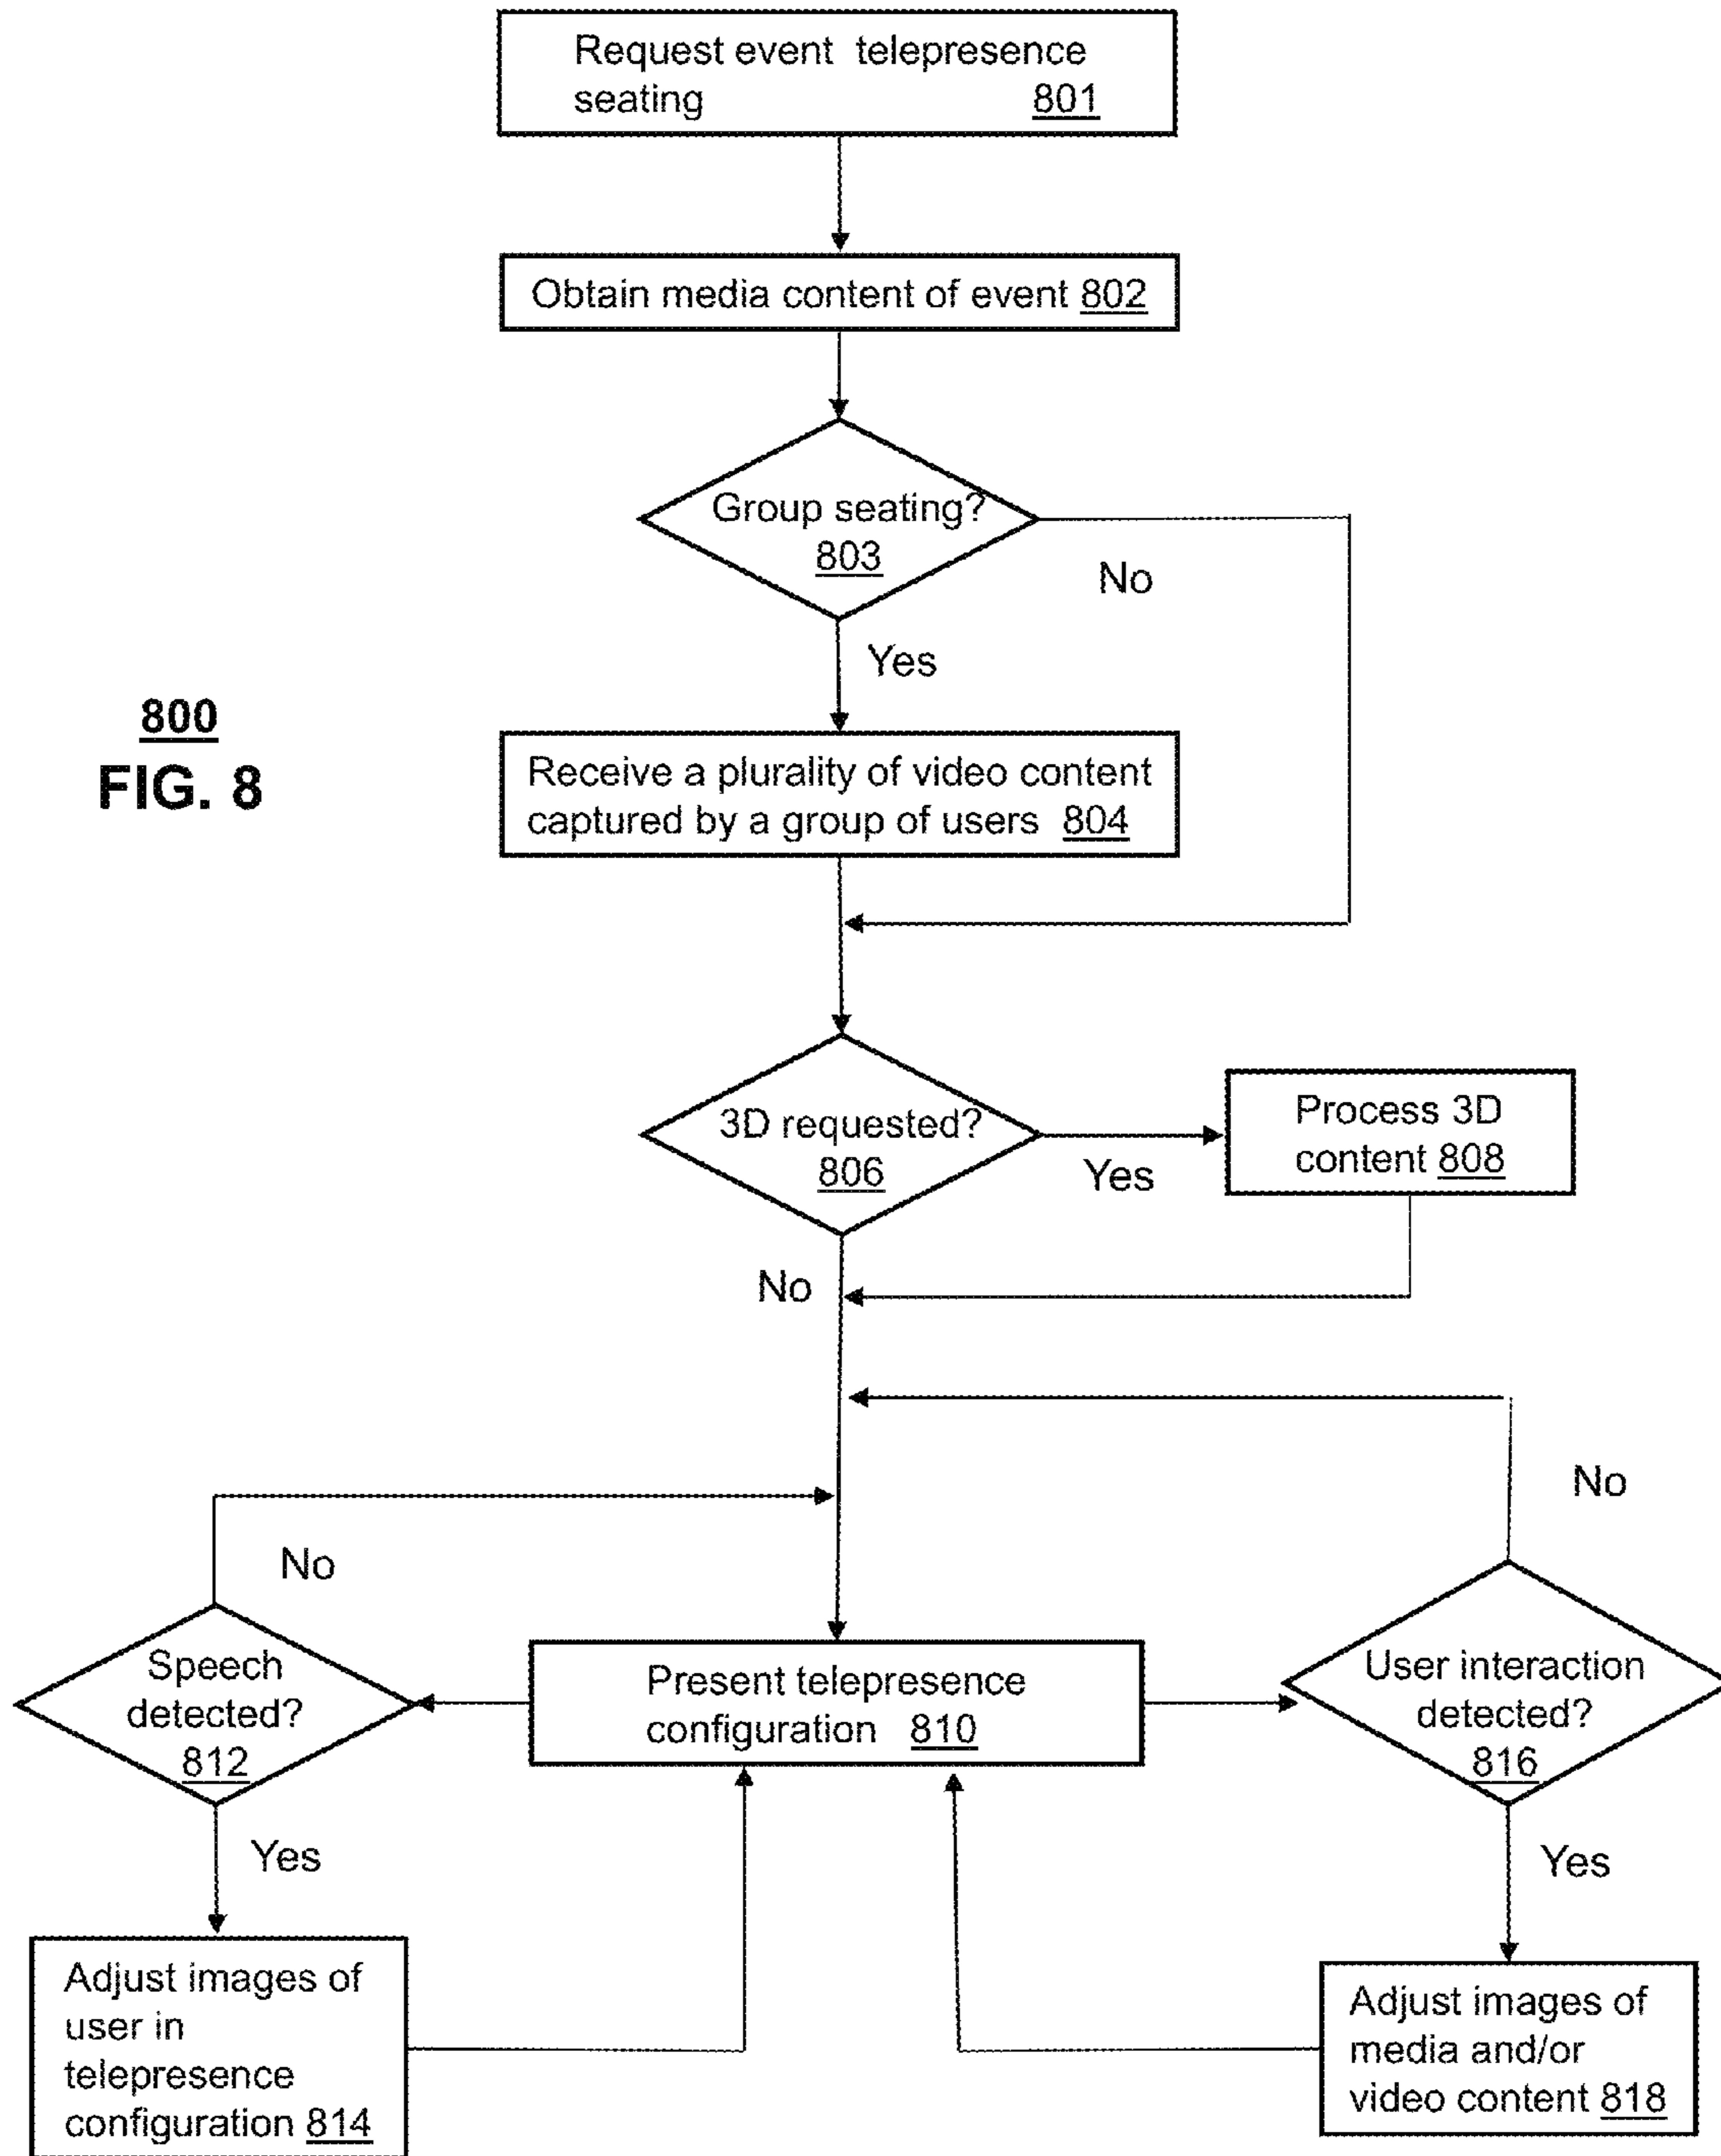 Request event telepresence
seating 801
Obtain media content of event 802
Group seating?
803
No
Yes
800
FIG. 8
Receive a plurality of video content
captured by a group of users 804
3D requested?
806
Yes
Process 3D
content 808
No
No
No
Speech
detected?
812
Present telepresence
configuration 810
User interaction
detected?
816
Yes
Yes
Adjust images of
user in
telepresence
configuration 814
Adjust images of
media and/or
video content 818